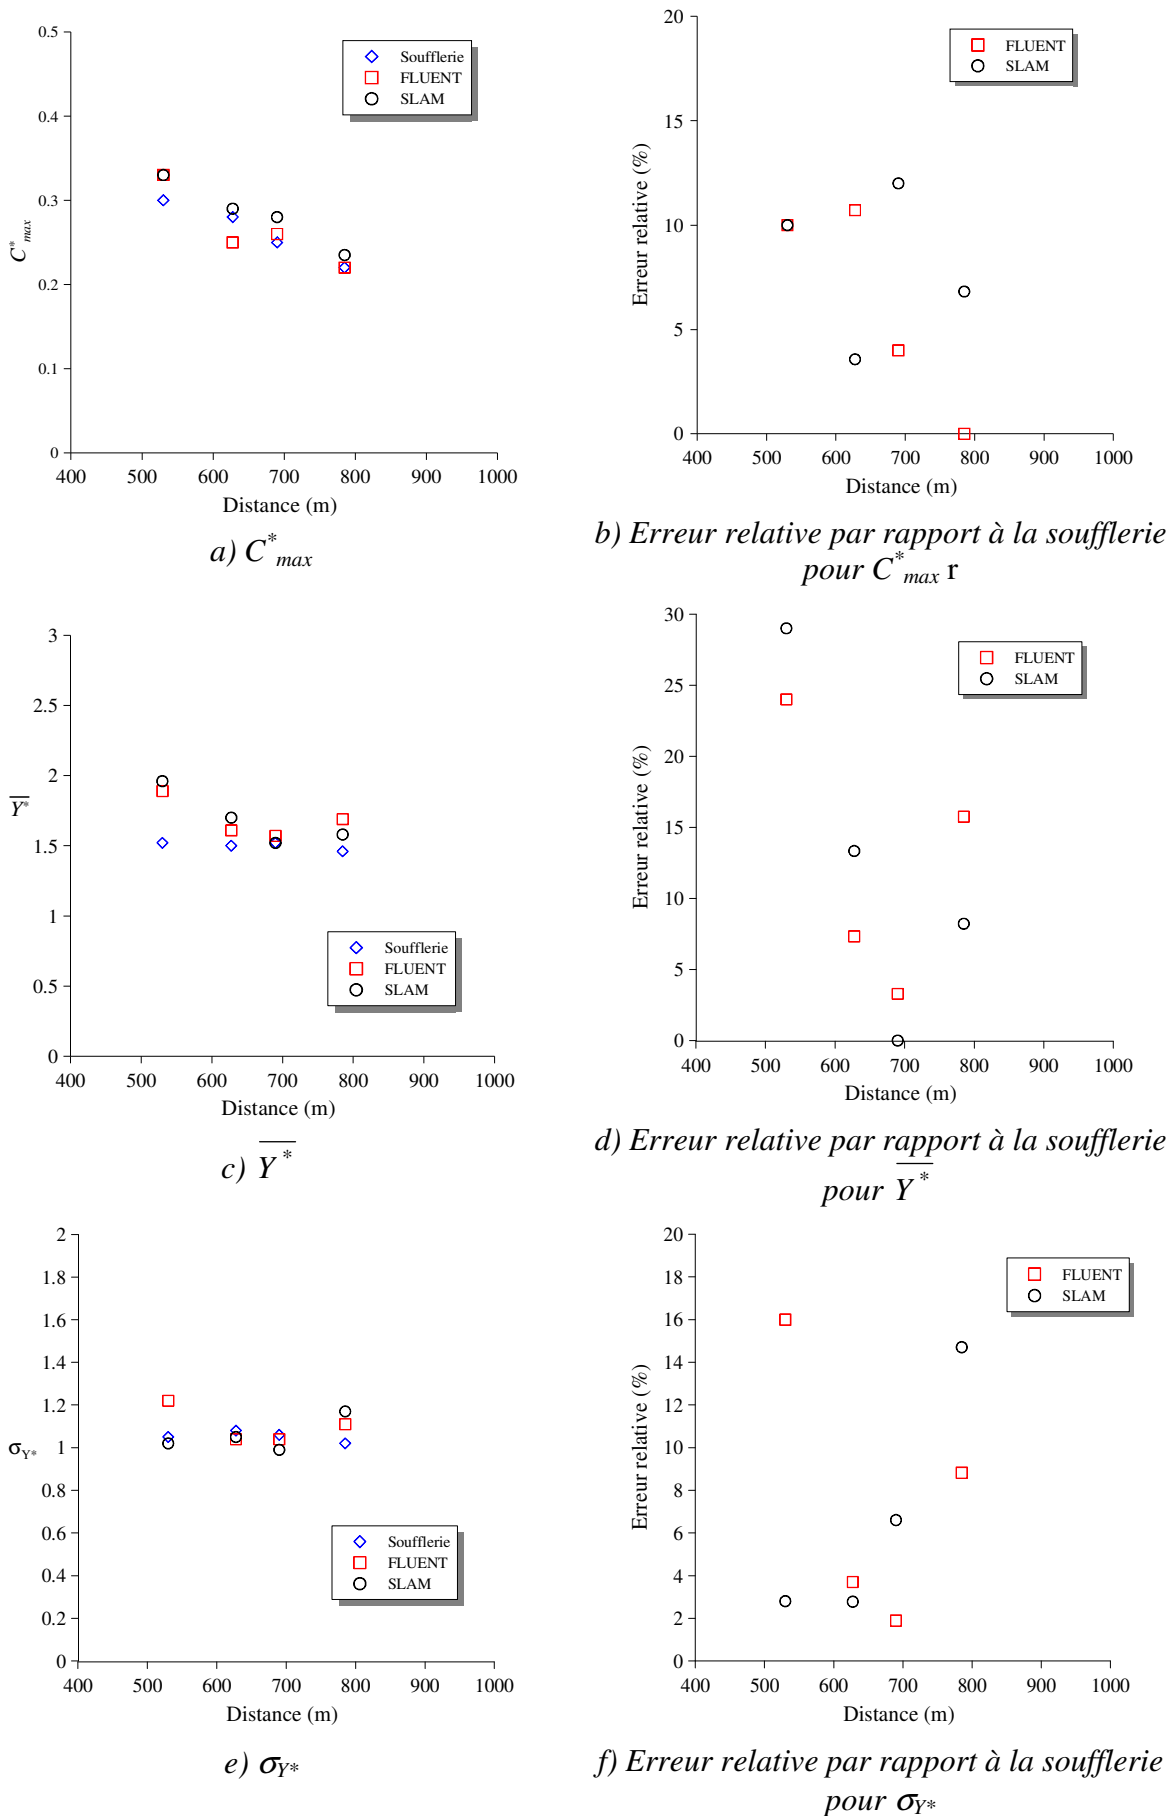 0.5
0.4
0.3
0.2
0.1
0
C*max
400 500 600 700 800 900 1000
Distance (m)
Soufflerie
FLUENT
SLAM
a) C*max
20
15
10
5
0
Erreur relative (%)
400 500 600 700 800 900 1000
Distance (m)
FLUENT
SLAM
b) Erreur relative par rapport à la soufflerie
pour C*max r
3
2.5
2
1.5
1
0.5
0
Y*
400 500 600 700 800 900 1000
Distance (m)
Soufflerie
FLUENT
SLAM
c) Y*
30
25
20
15
10
5
0
Erreur relative (%)
400 500 600 700 800 900 1000
Distance (m)
FLUENT
SLAM
d) Erreur relative par rapport à la soufflerie
pour Y*
2
1.8
1.6
1.4
1.2
1
0.8
0.6
0.4
0.2
0
σY*
400 500 600 700 800 900 1000
Distance (m)
Soufflerie
FLUENT
SLAM
e) σY*
20
18
16
14
12
10
8
6
4
2
0
Erreur relative (%)
400 500 600 700 800 900 1000
Distance (m)
FLUENT
SLAM
f) Erreur relative par rapport à la soufflerie
pour σY*